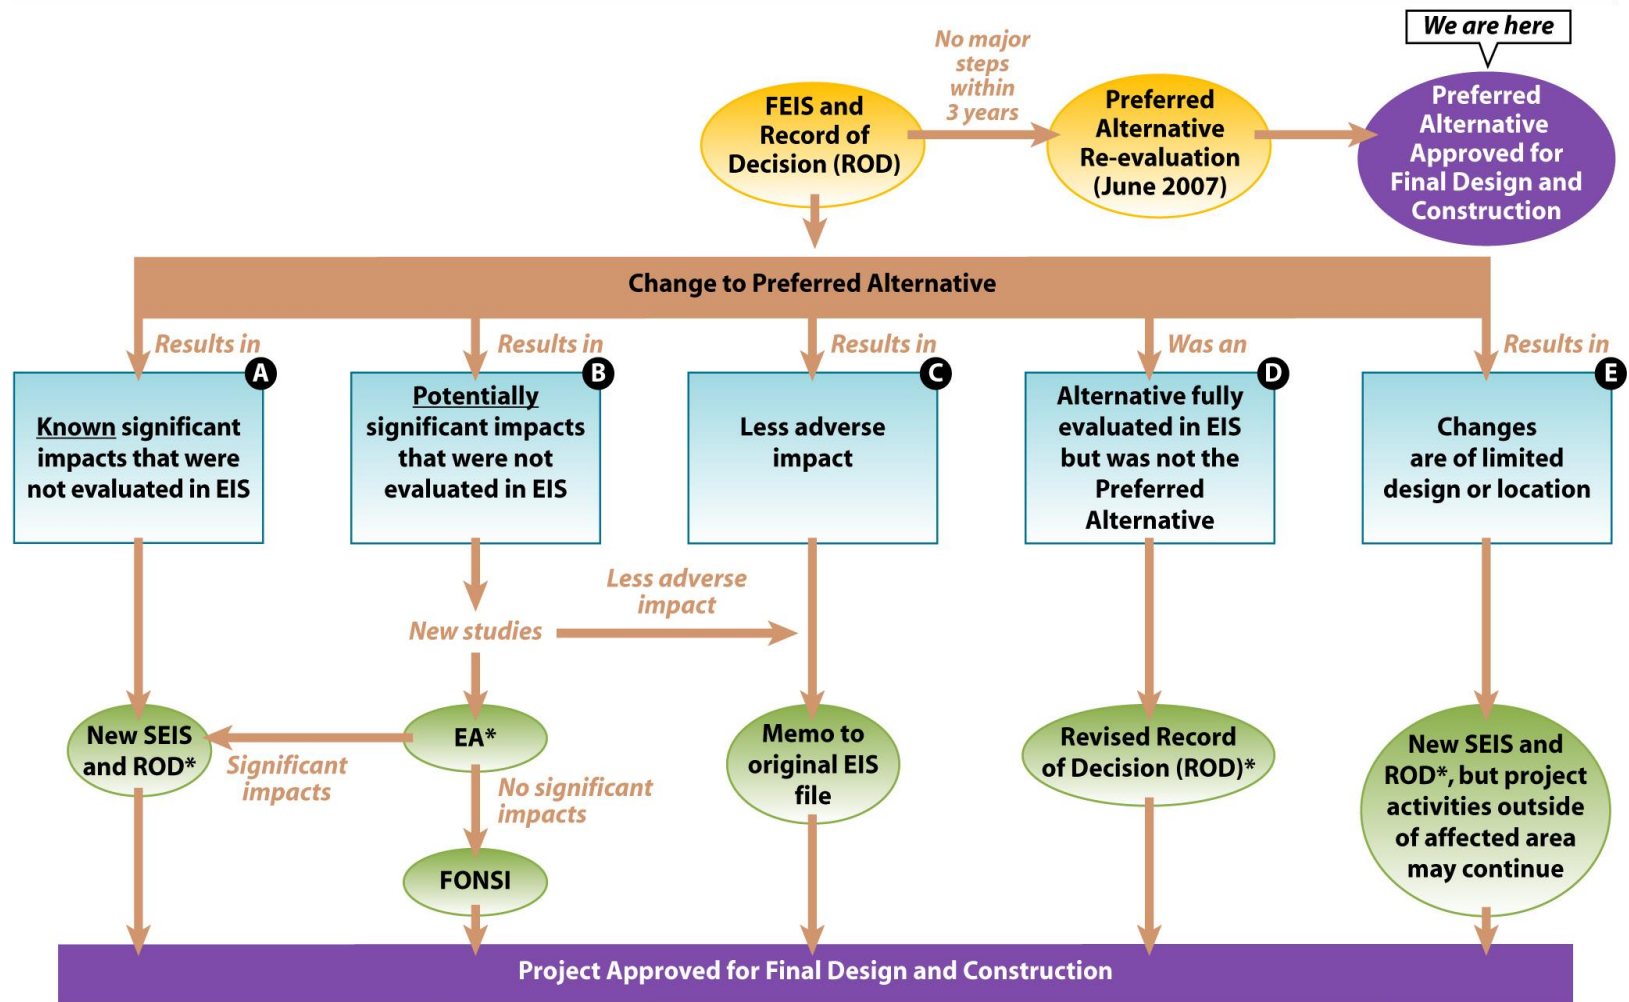 We are here
No major
steps
within
3 years
FEIS and
Record of
Decision (ROD)
Preferred
Alternative
Re-evaluation
(June 2007)
Preferred
Alternative
Approved for
Final Design and
Construction
Change to Preferred Alternative
Results in
A
Known significant
impacts that were
not evaluated in EIS
Results in
B
Potentially
significant impacts
that were not
evaluated in EIS
Results in
C
Less adverse
impact
Was an
D
Alternative fully
evaluated in EIS
but was not the
Preferred
Alternative
Results in
E
Changes
are of limited
design or location
New studies
Less adverse
impact
New SEIS
and ROD*
Significant
impacts
EA*
No significant
impacts
FONSI
Memo to
original EIS
file
Revised Record
of Decision (ROD)*
New SEIS and
ROD*, but project
activities outside
of affected area
may continue
Project Approved for Final Design and Construction